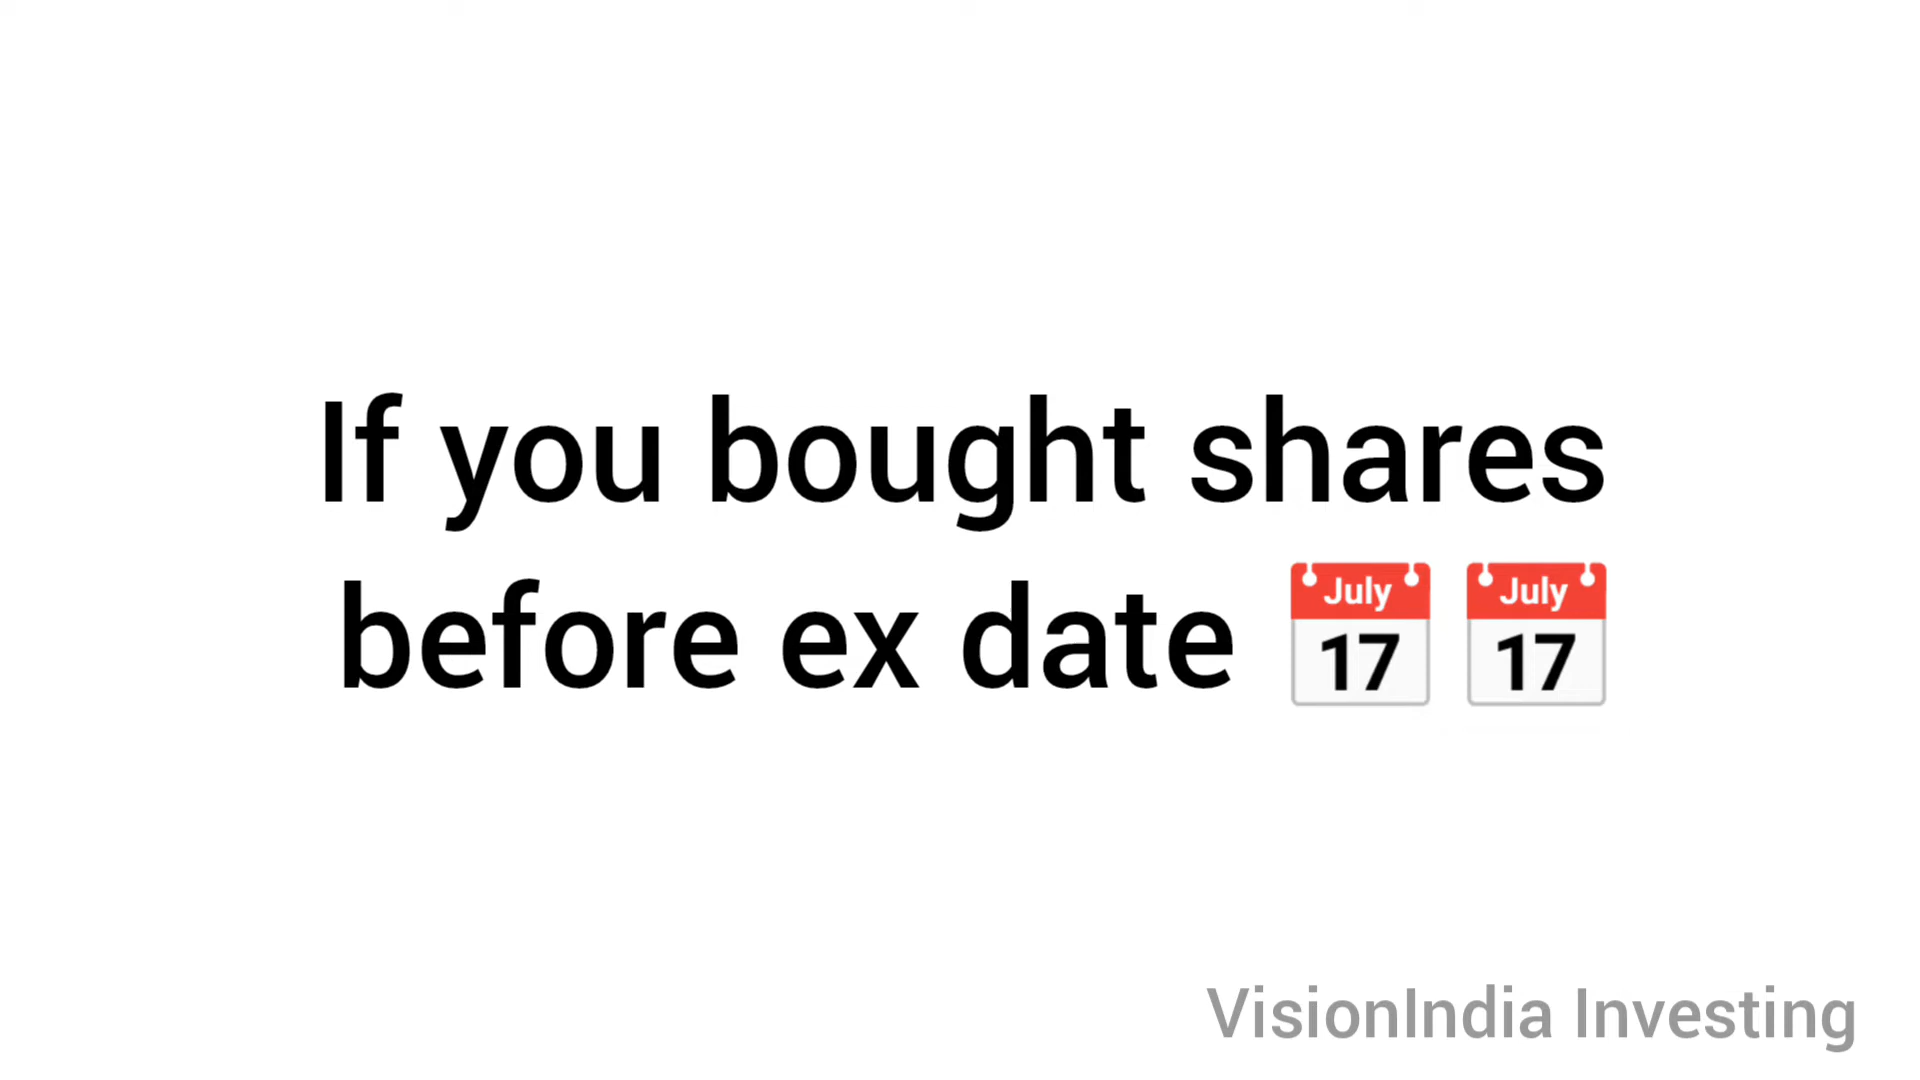 If you bought shares
before ex date 📅 📅
July July
17 17
VisionIndia Investing